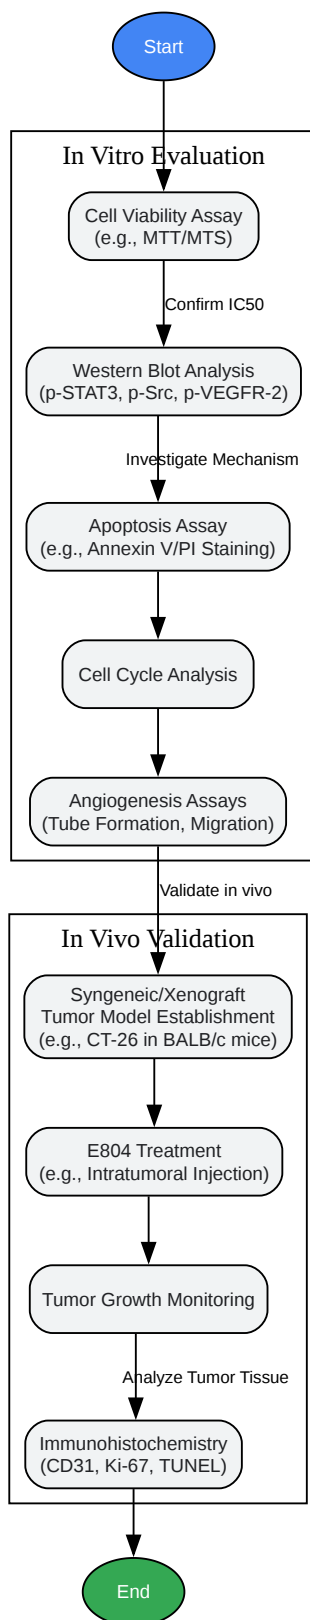 Start
In Vitro Evaluation
Cell Viability Assay
(e.g., MTT/MTS)
Confirm IC50
Western Blot Analysis
(p-STAT3, p-Src, p-VEGFR-2)
Investigate Mechanism
Apoptosis Assay
(e.g., Annexin V/PI Staining)
Cell Cycle Analysis
Angiogenesis Assays
(Tube Formation, Migration)
Validate in vivo
In Vivo Validation
Syngeneic/Xenograft
Tumor Model Establishment
(e.g., CT-26 in BALB/c mice)
E804 Treatment
(e.g., Intratumoral Injection)
Tumor Growth Monitoring
Analyze Tumor Tissue
Immunohistochemistry
(CD31, Ki-67, TUNEL)
End